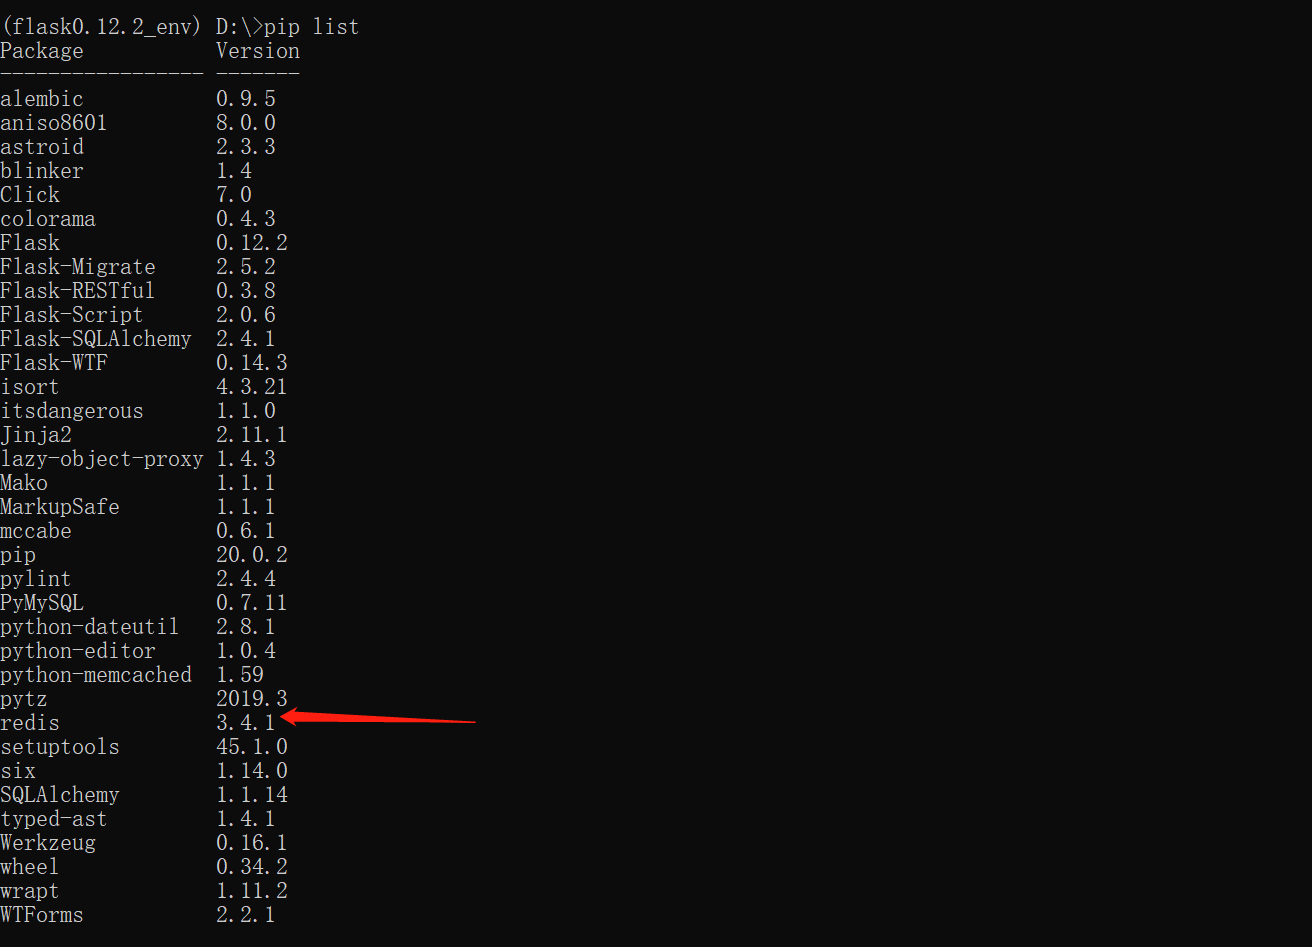 (flask0.12.2_env) D:\>pip list
Package           Version
----------------- -------
alembic           0.9.5
aniso8601         8.0.0
astroid           2.3.3
blinker           1.4
Click             7.0
colorama          0.4.3
Flask             0.12.2
Flask-Migrate     2.5.2
Flask-RESTful     0.3.8
Flask-Script      2.0.6
Flask-SQLAlchemy  2.4.1
Flask-WTF         0.14.3
isort             4.3.21
itsdangerous      1.1.0
Jinja2            2.11.1
lazy-object-proxy 1.4.3
Mako              1.1.1
MarkupSafe        1.1.1
mccabe            0.6.1
pip               20.0.2
pylint            2.4.4
PyMySQL           0.7.11
python-dateutil   2.8.1
python-editor     1.0.4
python-memcached  1.59
pytz              2019.3
redis             3.4.1
setuptools        45.1.0
six               1.14.0
SQLAlchemy        1.1.14
typed-ast         1.4.1
Werkzeug          0.16.1
wheel             0.34.2
wrapt             1.11.2
WTForms           2.2.1